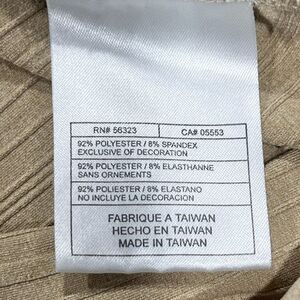 RN# 56323 CA# 05553
92% POLYESTER / 8% SPANDEX
EXCLUSIVE OF DECORATION
92% POLYESTER / 8% ELASTHANNE
SANS ORNEMENTS
92% POLIESTER / 8% ELASTANO
NO INCLUYE LA DECORACION
FABRIQUE A TAIWAN
HECHO EN TAIWAN
MADE IN TAIWAN